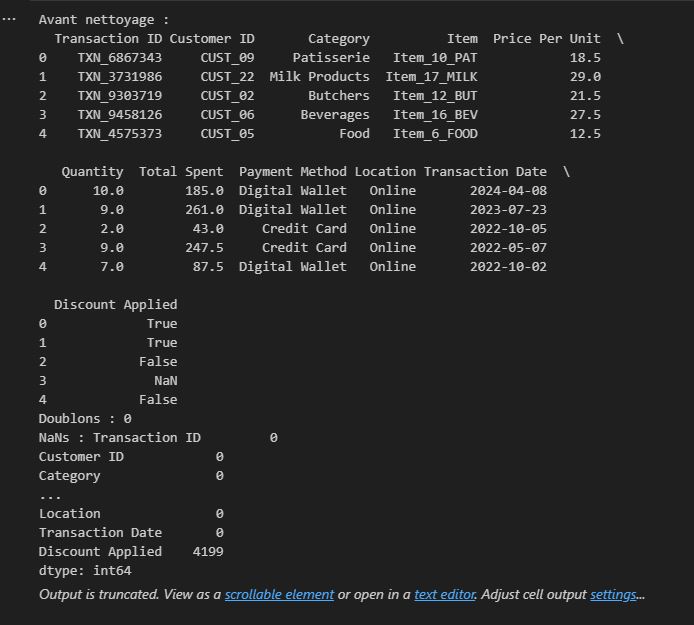 ...
Avant nettoyage :
Transaction ID Customer ID Category Item Price Per Unit \
0 TXN_6867343 CUST_09 Patisserie Item_10_PAT 18.5
1 TXN_3731986 CUST_22 Milk Products Item_17_MILK 29.0
2 TXN_9303719 CUST_02 Butchers Item_12_BUT 21.5
3 TXN_9458126 CUST_06 Beverages Item_16_BEV 27.5
4 TXN_4575373 CUST_05 Food Item_6_FOOD 12.5
Quantity Total Spent Payment Method Location Transaction Date \
0 10.0 185.0 Digital Wallet Online 2024-04-08
1 9.0 261.0 Digital Wallet Online 2023-07-23
2 2.0 43.0 Credit Card Online 2022-10-05
3 9.0 247.5 Credit Card Online 2022-05-07
4 7.0 87.5 Digital Wallet Online 2022-10-02
Discount Applied
0 True
1 True
2 False
3 NaN
4 False
Doublons : 0
NaNs : Transaction ID 0
Customer ID 0
Category 0
...
Location 0
Transaction Date 0
Discount Applied 4199
dtype: int64
Output is truncated. View as a scrollable element or open in a text editor. Adjust cell output settings...